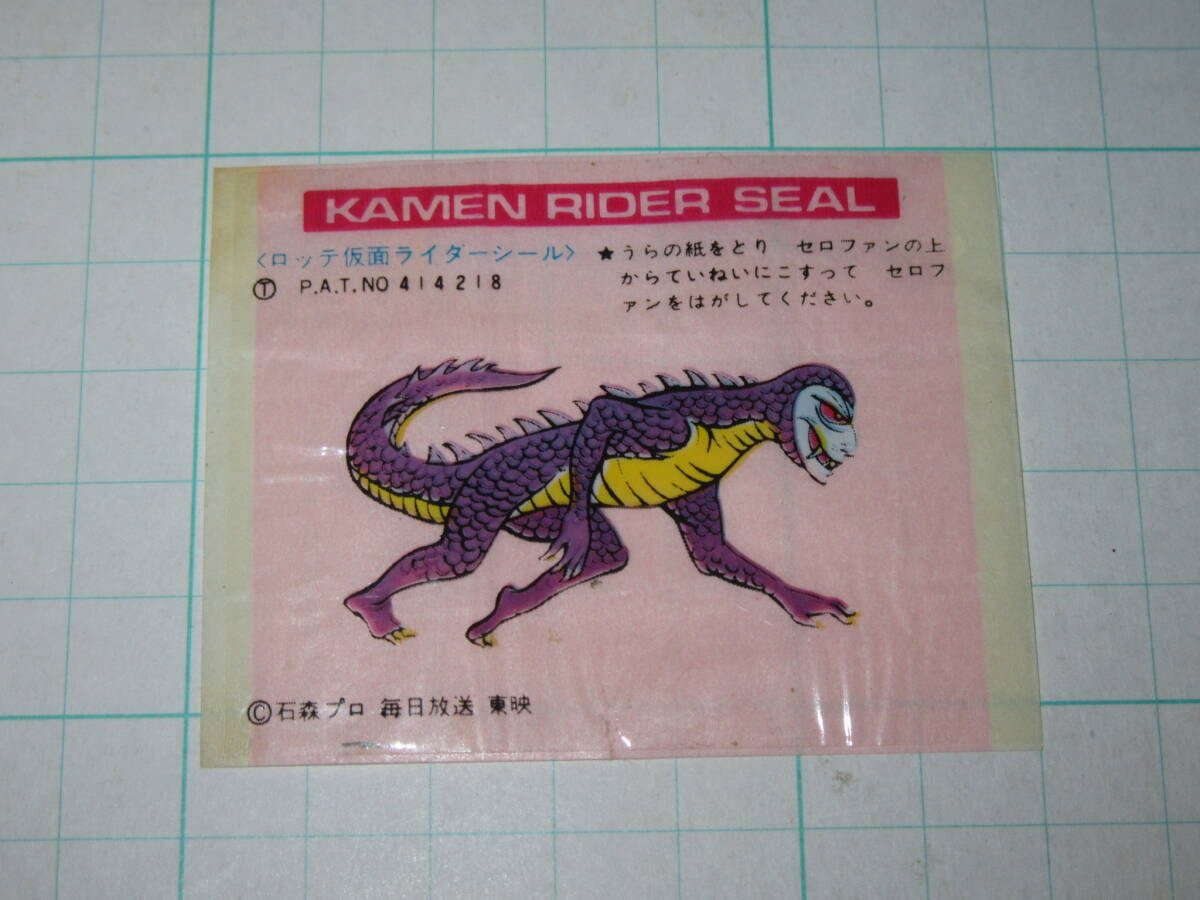 KAMEN RIDER SEAL
〈ロッテ仮面ライダーシール〉
Ⓣ P.A.T.NO 414218
★うらの紙をとり セロファンの上
からていねいにこすって セロフ
ァンをはがしてください。
©石森プロ 毎日放送 東映